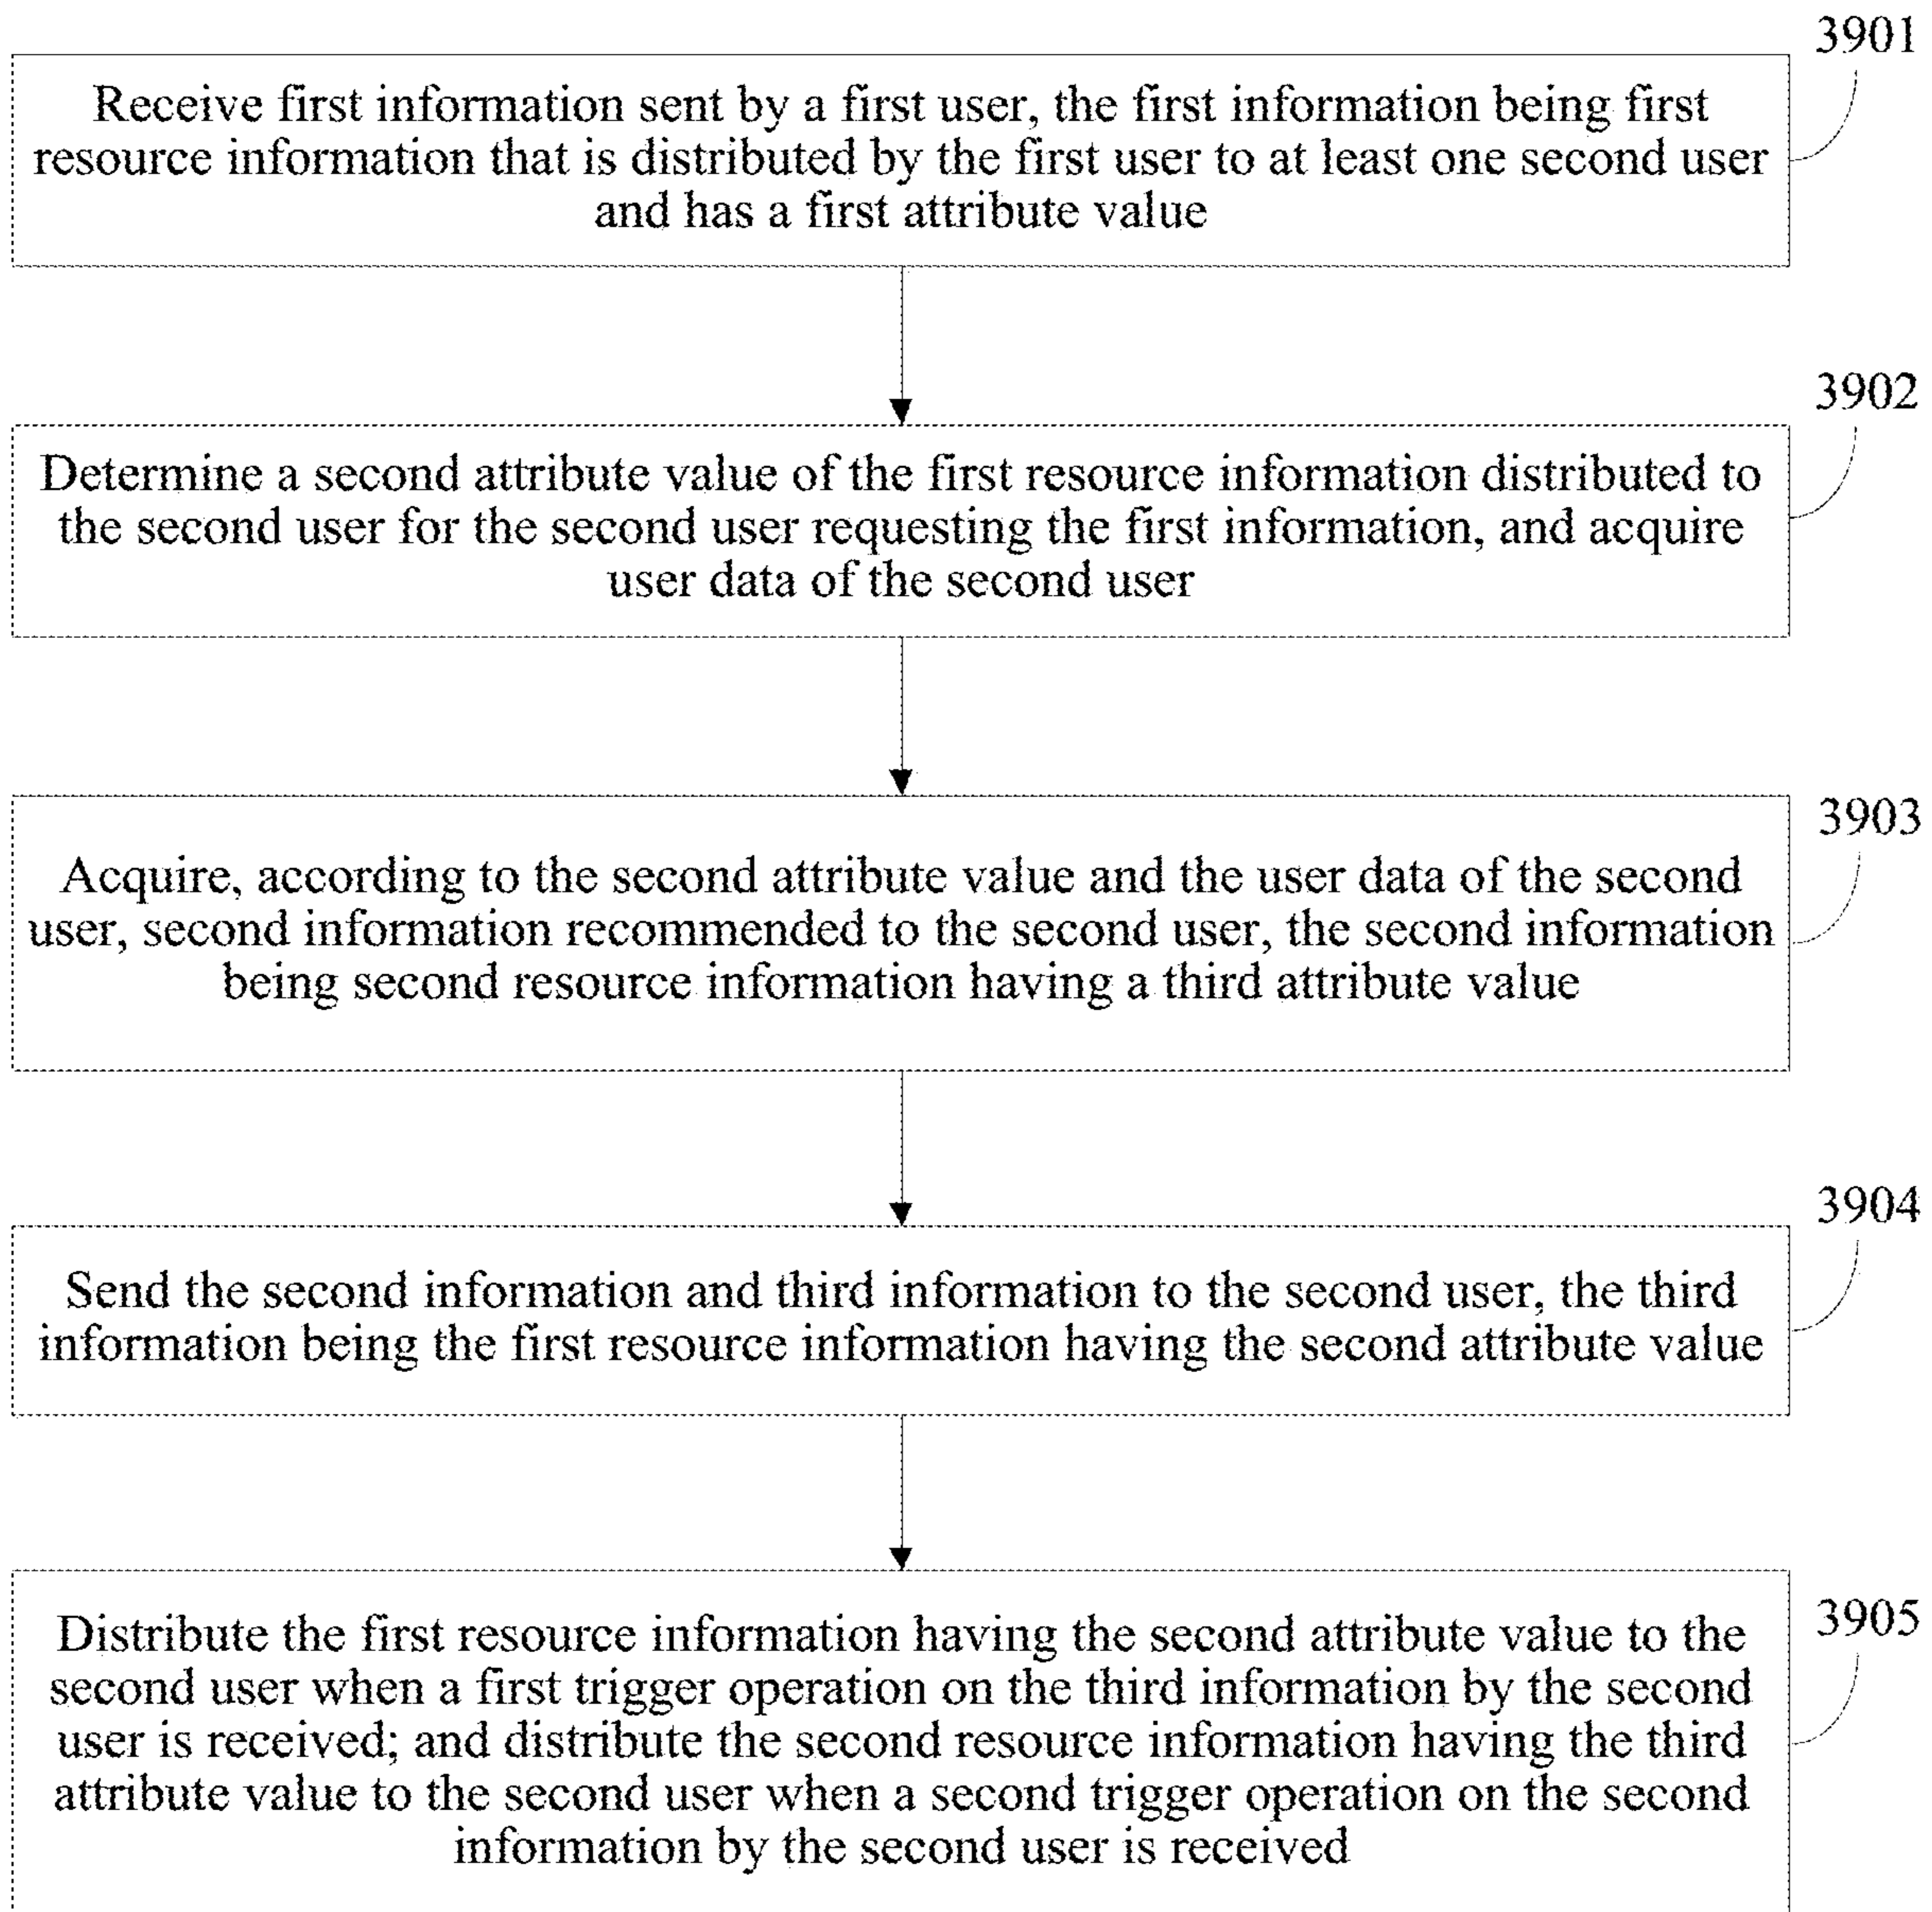 3901
Receive first information sent by a first user, the first information being first
resource information that is distributed by the first user to at least one second user
and has a first attribute value
3902
Determine a second attribute value of the first resource information distributed to
the second user for the second user requesting the first information, and acquire
user data of the second user
3903
Acquire, according to the second attribute value and the user data of the second
user, second information recommended to the second user, the second information
being second resource information having a third attribute value
3904
Send the second information and third information to the second user, the third
information being the first resource information having the second attribute value
3905
Distribute the first resource information having the second attribute value to the
second user when a first trigger operation on the third information by the second
user is received; and distribute the second resource information having the third
attribute value to the second user when a second trigger operation on the second
information by the second user is received